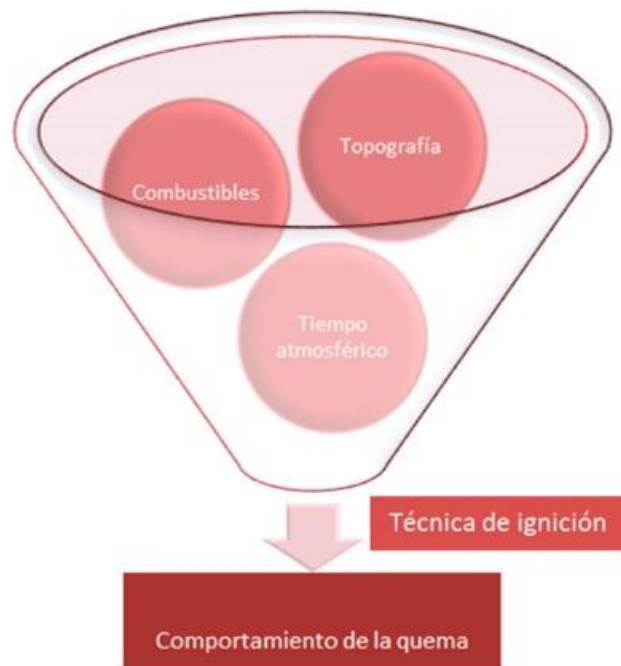 Topografía
Combustibles
Tiempo
atmosférico
Técnica de ignición
Comportamiento de la quema